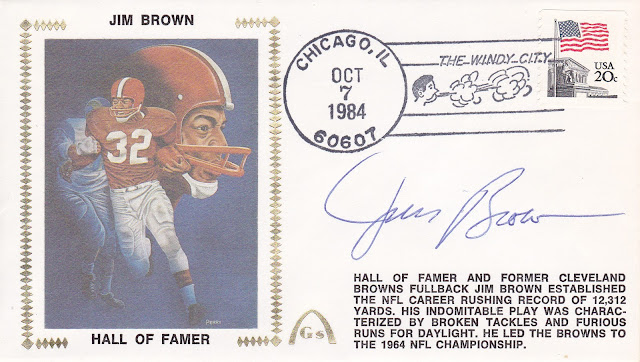 JIM BROWN
CHICAGO, IL
OCT
7
1984
60607
THE WINDY CITY
USA
20c
32
Jim Brown
HALL OF FAMER AND FORMER CLEVELAND
BROWNS FULLBACK JIM BROWN ESTABLISHED
THE NFL CAREER RUSHING RECORD OF 12,312
YARDS. HIS INDOMITABLE PLAY WAS CHARAC-
TERIZED BY BROKEN TACKLES AND FURIOUS
RUNS FOR DAYLIGHT. HE LED THE BROWNS TO
THE 1964 NFL CHAMPIONSHIP.
HALL OF FAMER
Gs